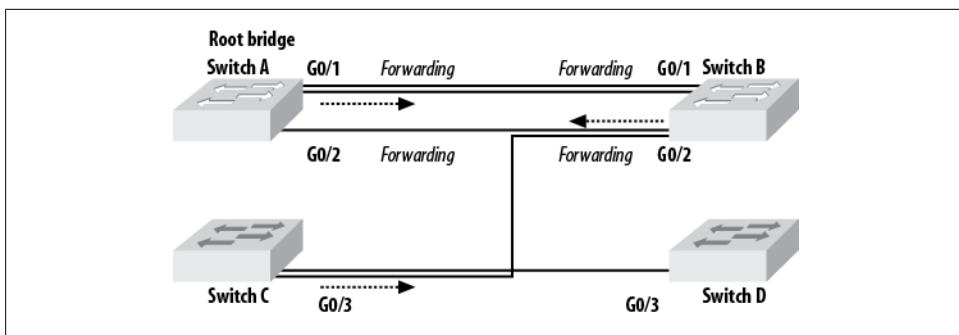 Root bridge
Switch A G0/1 Forwarding Forwarding G0/1 Switch B
G0/2 Forwarding Forwarding G0/2
Switch C G0/3 G0/3 Switch D